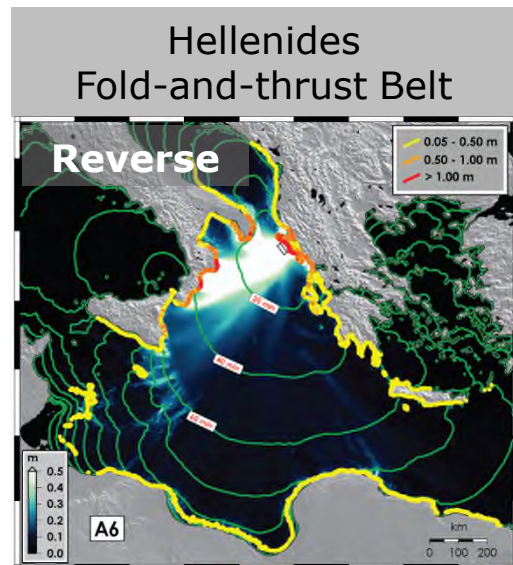 Hellenides
Fold-and-thrust Belt
Reverse
0.05 - 0.50 m
0.50 - 1.00 m
> 1.00 m
20 min
40 min
60 min
m
0.5
0.4
0.3
0.2
0.1
0.0
A6
km
0 100 200